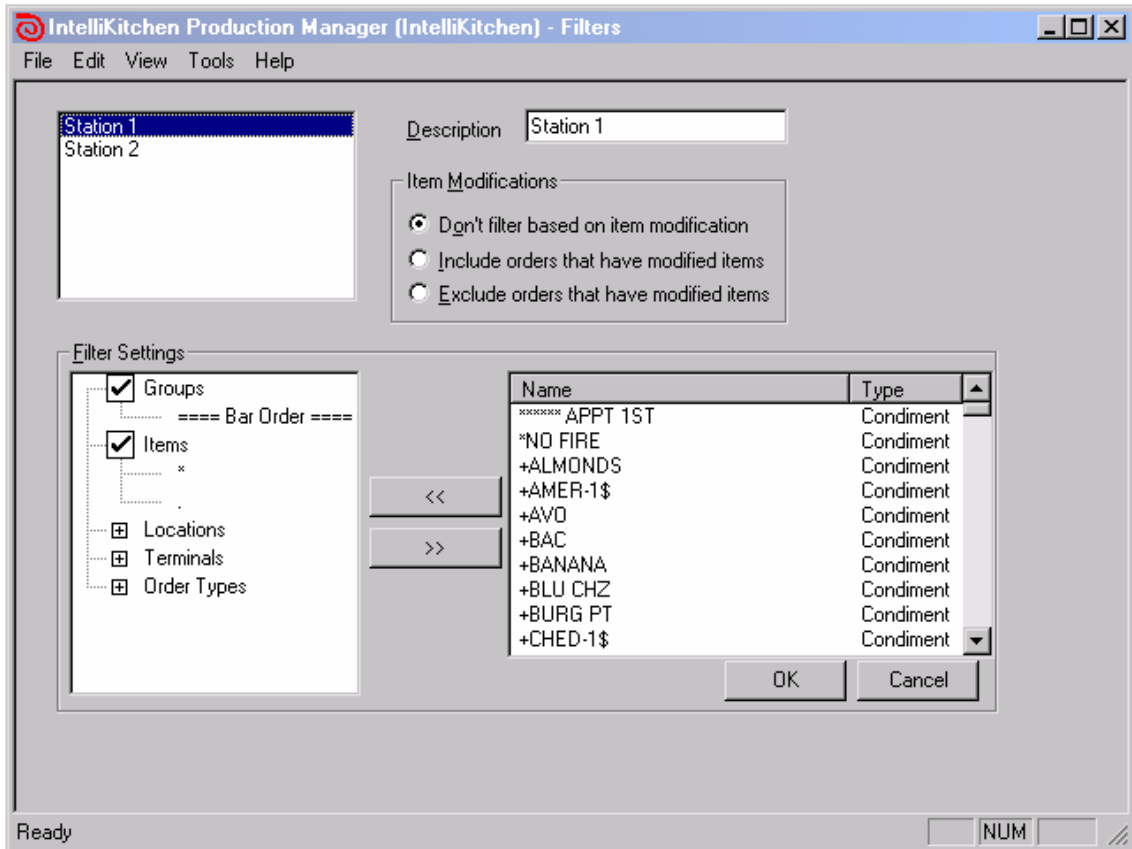 IntelliKitchen Production Manager (IntelliKitchen) - Filters
File Edit View Tools Help
Station 1
Station 2
Description Station 1
Item Modifications
Don't filter based on item modification
Include orders that have modified items
Exclude orders that have modified items
Filter Settings
Groups
==== Bar Order ====
Items
*
.
Locations
Terminals
Order Types
<<
>>
Name Type
****** APPT 1ST Condiment
*NO FIRE Condiment
+ALMONDS Condiment
+AMER-1$ Condiment
+AVO Condiment
+BAC Condiment
+BANANA Condiment
+BLU CHZ Condiment
+BURG PT Condiment
+CHED-1$ Condiment
OK Cancel
Ready NUM